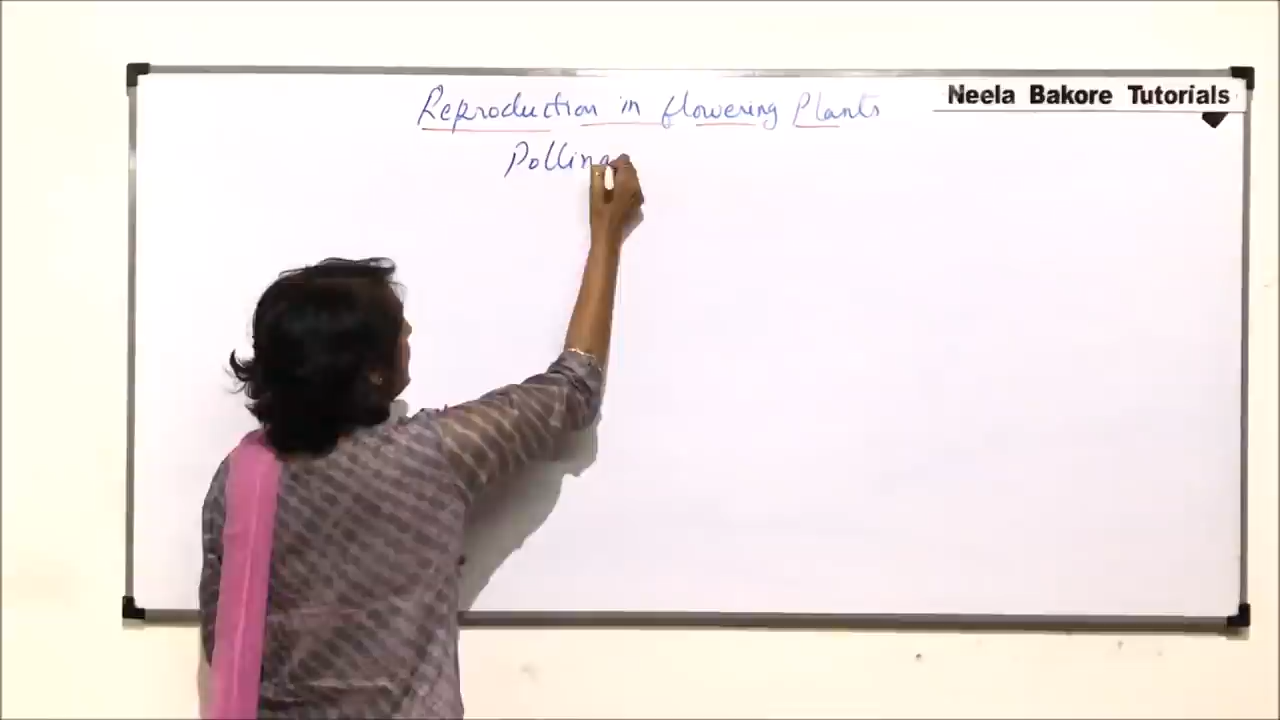 Neela Bakore Tutorials
Reproduction in flowering Plants
Pollina